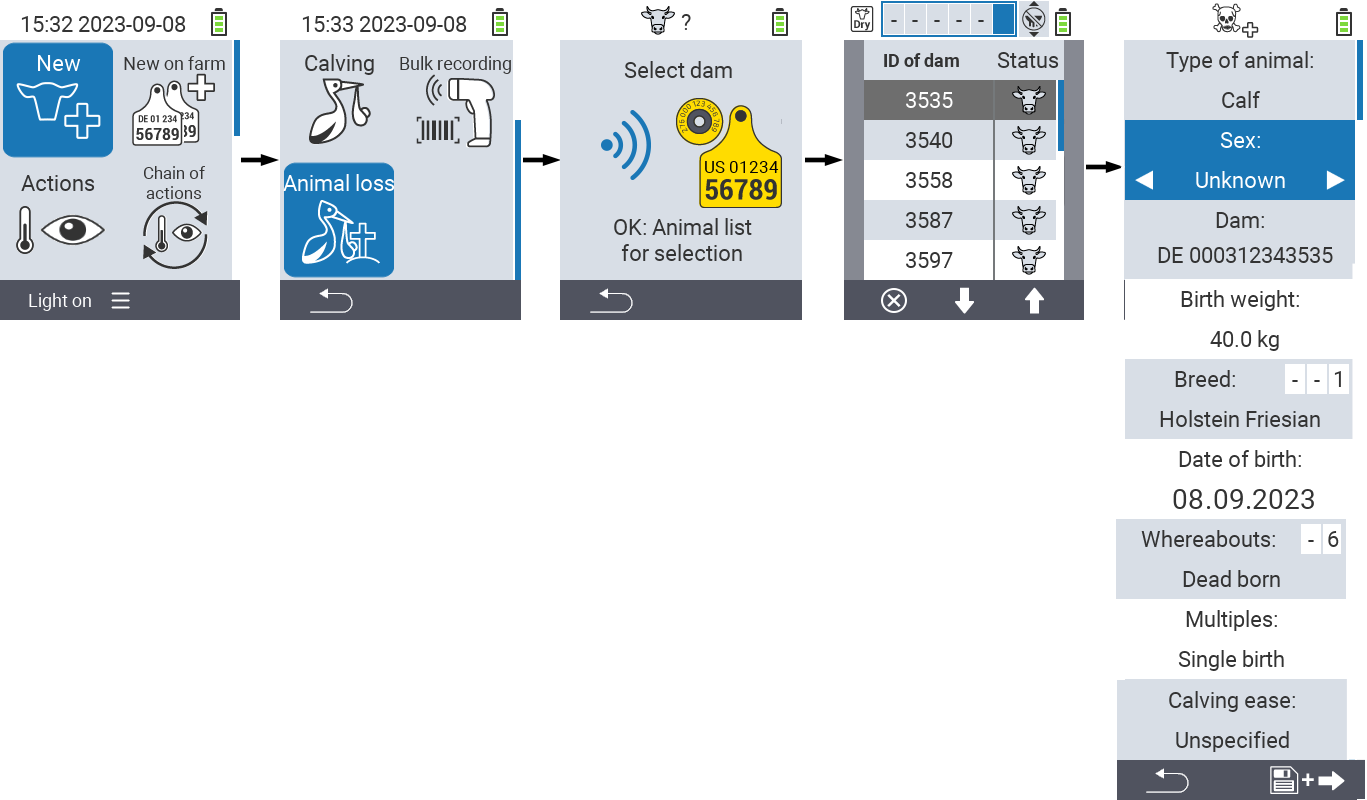 15:32 2023-09-08
New
New on farm
DE 01 234
56789
234
89
Actions
Chain of
actions
Light on
15:33 2023-09-08
Calving
Bulk recording
Animal loss
?
Select dam
276 000 123 456 789
US 01234
56789
OK: Animal list
for selection
Dry
- - - - -
ID of dam Status
3535
3540
3558
3587
3597
Type of animal:
Calf
Sex:
Unknown
Dam:
DE 000312343535
Birth weight:
40.0 kg
Breed: - - 1
Holstein Friesian
Date of birth:
08.09.2023
Whereabouts: - 6
Dead born
Multiples:
Single birth
Calving ease:
Unspecified
+